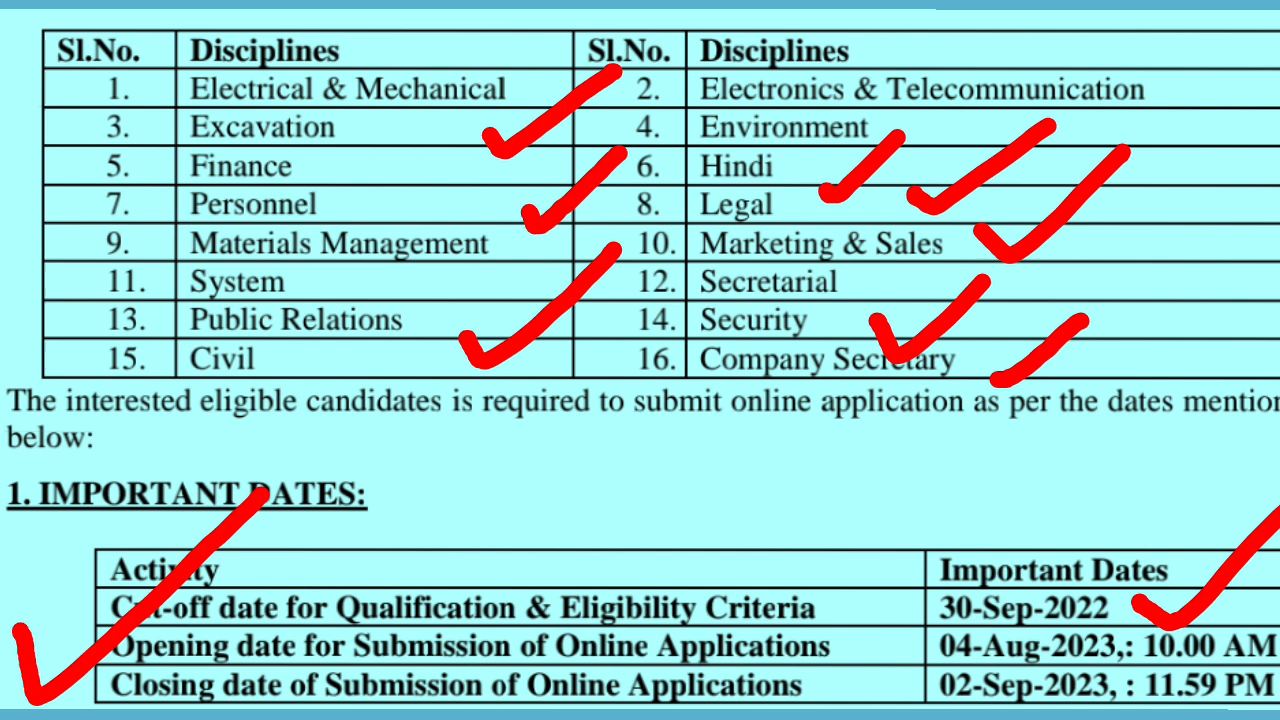 Sl.No. Disciplines Sl.No. Disciplines
1. Electrical & Mechanical 2. Electronics & Telecommunication
3. Excavation 4. Environment
5. Finance 6. Hindi
7. Personnel 8. Legal
9. Materials Management 10. Marketing & Sales
11. System 12. Secretarial
13. Public Relations 14. Security
15. Civil 16. Company Secretary
The interested eligible candidates is required to submit online application as per the dates mention
below:
1. IMPORTANT DATES:
Activity Important Dates
Cut-off date for Qualification & Eligibility Criteria 30-Sep-2022
Opening date for Submission of Online Applications 04-Aug-2023,: 10.00 AM
Closing date of Submission of Online Applications 02-Sep-2023, : 11.59 PM